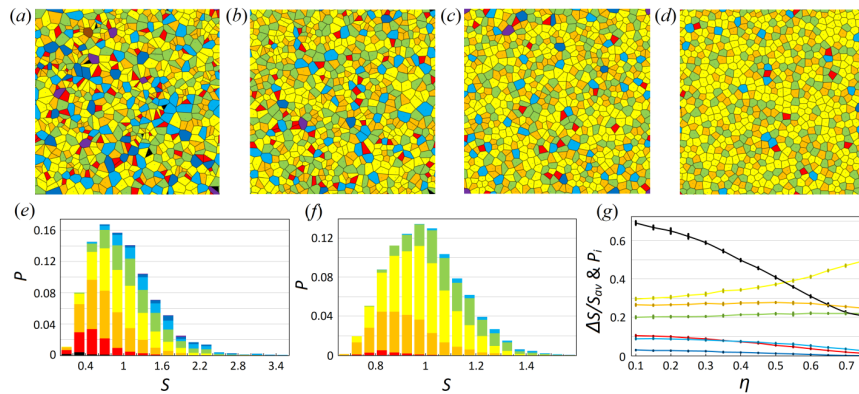 (a) (b) (c) (d)
(e) (f) (g)
P
0.16
0.12
0.08
0.04
0
0.4 1 1.6 2.2 2.8 3.4
S
P
0.12
0.08
0.04
0
0.8 1 1.2 1.4
S
ΔS/S_av & P_i
0.6
0.4
0.2
0
0.1 0.2 0.3 0.4 0.5 0.6 0.7
η